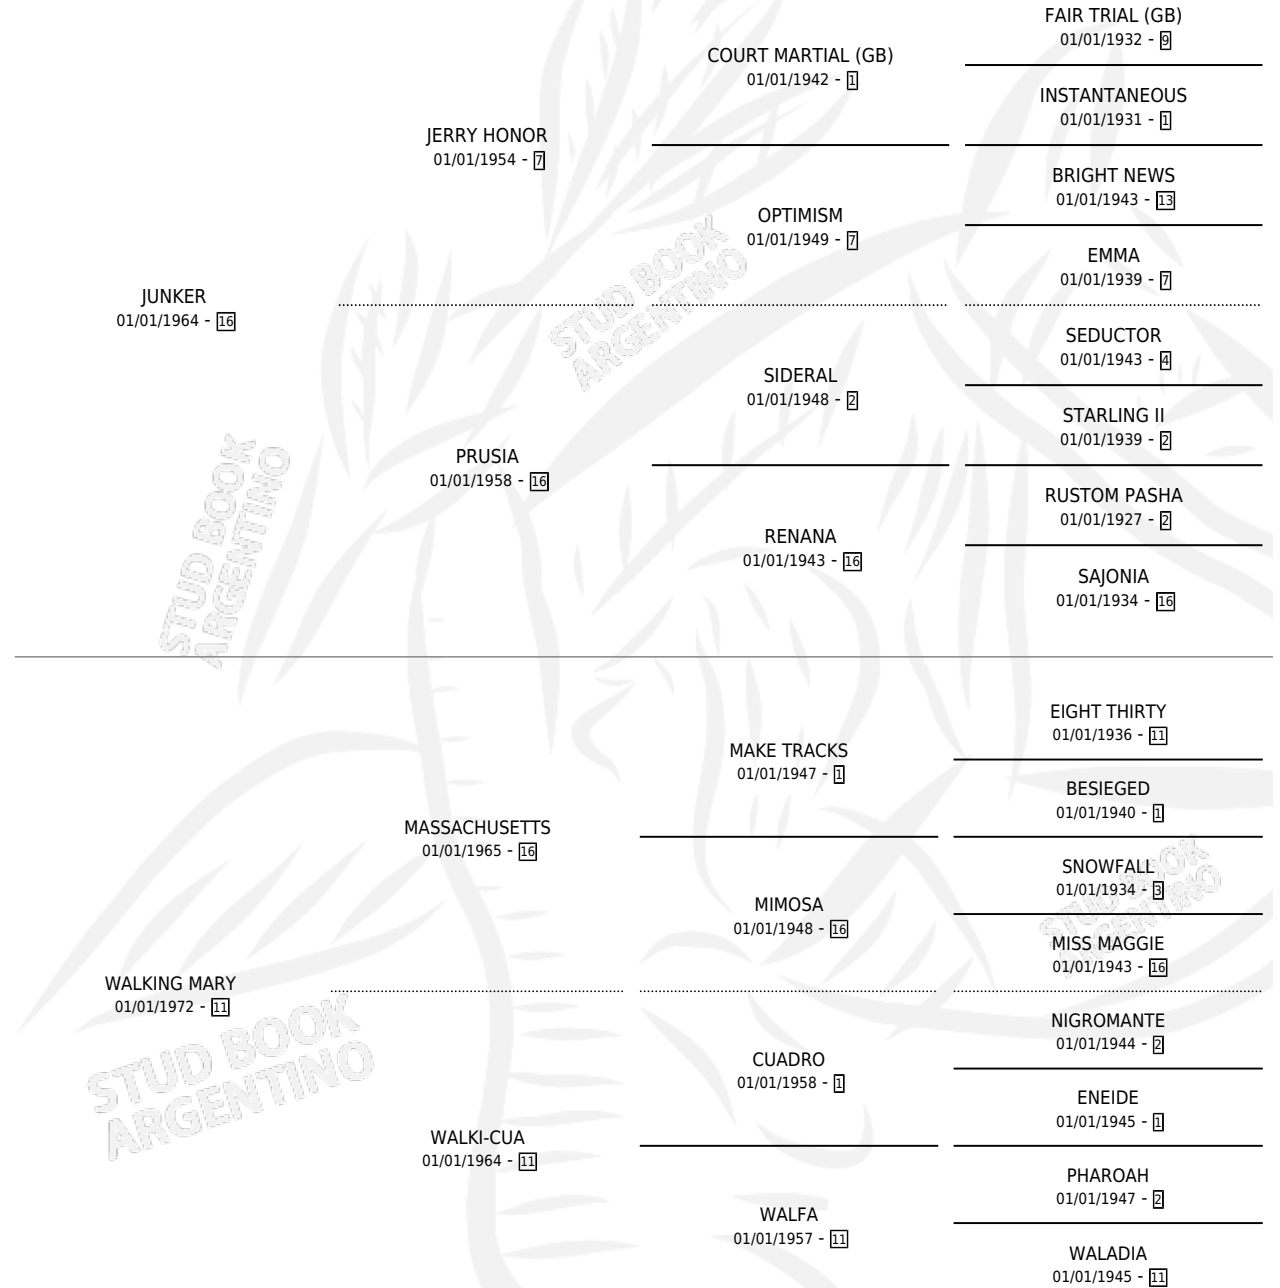 FAIR TRIAL (GB)
01/01/1932 - 9
COURT MARTIAL (GB)
01/01/1942 - 1
INSTANTANEOUS
01/01/1931 - 1
JERRY HONOR
01/01/1954 - 7
BRIGHT NEWS
01/01/1943 - 13
OPTIMISM
01/01/1949 - 7
EMMA
01/01/1939 - 7
JUNKER
01/01/1964 - 16
SEDUCTOR
01/01/1943 - 4
SIDERAL
01/01/1948 - 2
STARLING II
01/01/1939 - 2
PRUSIA
01/01/1958 - 16
RUSTOM PASHA
01/01/1927 - 2
RENANA
01/01/1943 - 16
SAJONIA
01/01/1934 - 16
EIGHT THIRTY
01/01/1936 - 11
MAKE TRACKS
01/01/1947 - 1
BESIEGED
01/01/1940 - 1
MASSACHUSETTS
01/01/1965 - 16
SNOWFALL
01/01/1934 - 3
MIMOSA
01/01/1948 - 16
MISS MAGGIE
01/01/1943 - 16
WALKING MARY
01/01/1972 - 11
NIGROMANTE
01/01/1944 - 2
CUADRO
01/01/1958 - 1
ENEIDE
01/01/1945 - 1
WALKI-CUA
01/01/1964 - 11
PHAROAH
01/01/1947 - 2
WALFA
01/01/1957 - 11
WALADIA
01/01/1945 - 11
STUD BOOK
ARGENTINO
STUD BOOK
ARGENTINO
STUD BOOK
ARGENTINO
STUD BOOK
ARGENTINO